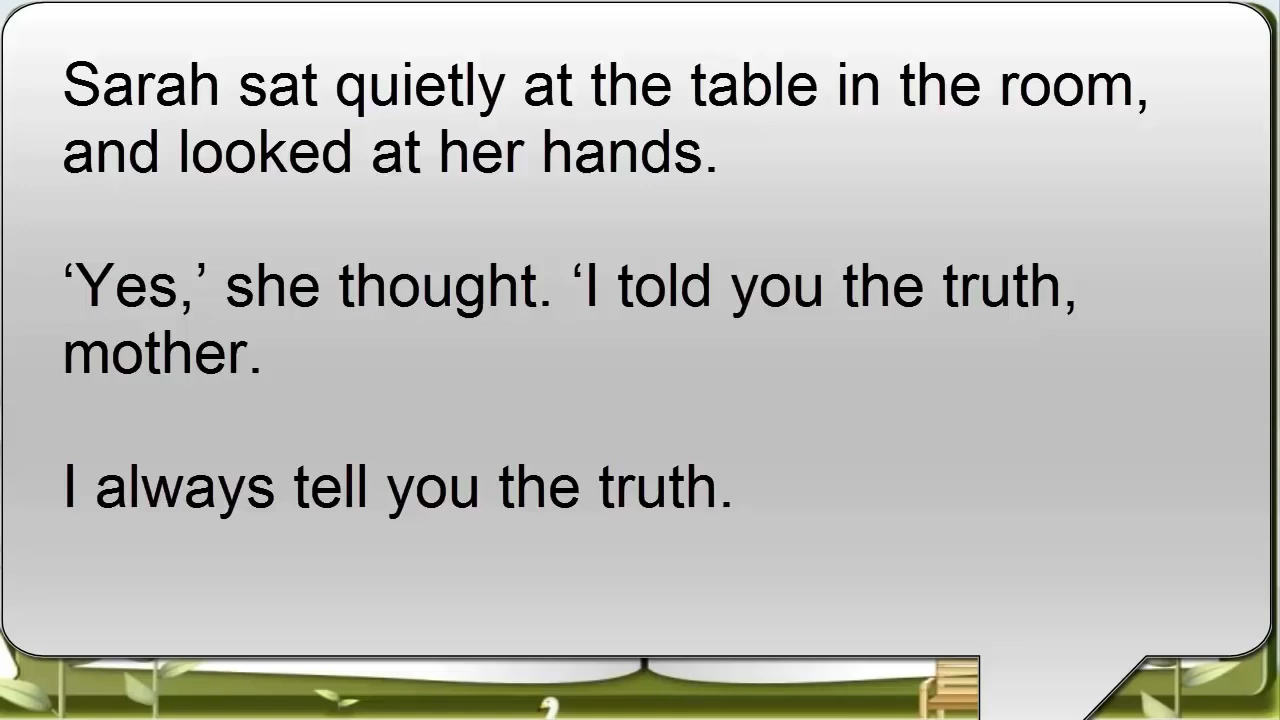 Sarah sat quietly at the table in the room,
and looked at her hands.
‘Yes,’ she thought. ‘I told you the truth,
mother.
I always tell you the truth.